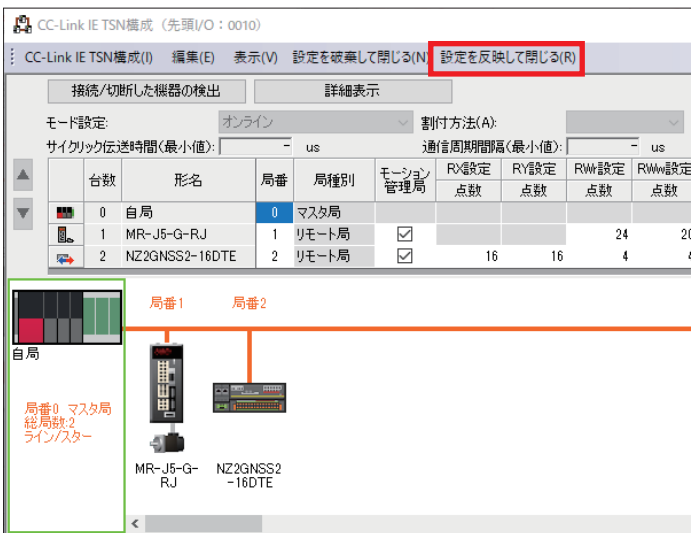 CC-Link IE TSN構成（先頭I/O：0010）
CC-Link IE TSN構成(I) 編集(E) 表示(V) 設定を破棄して閉じる(N) 設定を反映して閉じる(R)
接続/切断した機器の検出 詳細表示
モード設定: オンライン 割付方法(A):
サイクリック伝送時間(最小値): - us 通信周期間隔(最小値): - us
台数 形名 局番 局種別 モーション管理局 RX設定 RY設定 RWr設定 RWw設定
点数 点数 点数 点数
0 自局 0 マスタ局
1 MR-J5-G-RJ 1 リモート局 24 20
2 NZ2GNSS2-16DTE 2 リモート局 16 16 4 4
局番1 局番2
自局
局番0 マスタ局
総局数:2
ライン/スター
MR-J5-G-
RJ
NZ2GNSS2
-16DTE